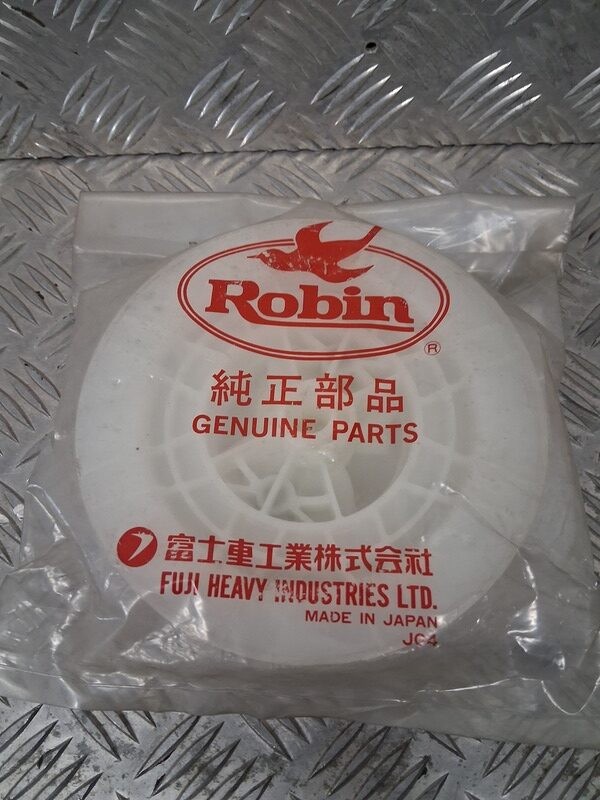 Robin
®
純正部品
GENUINE PARTS
富士重工業株式会社
FUJI HEAVY INDUSTRIES LTD.
MADE IN JAPAN
JC4